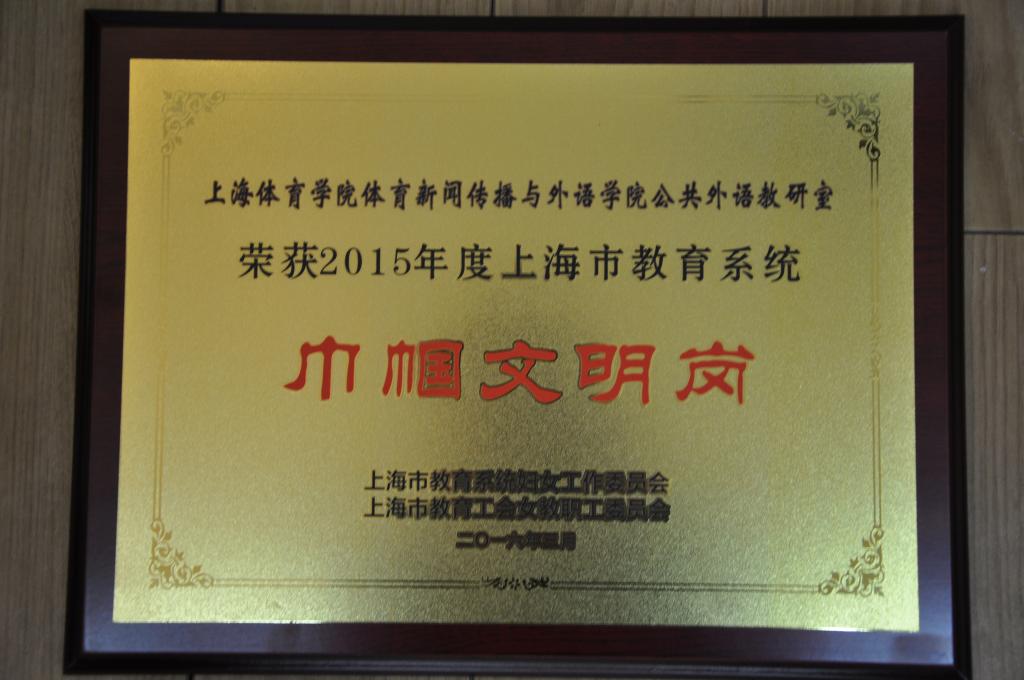 上海体育学院体育新闻传播与外语学院公共外语教研室
荣获2015年度上海市教育系统
巾帼文明岗
上海市教育系统妇女工作委员会
上海市教育工会女教职工委员会
二〇一六年三月